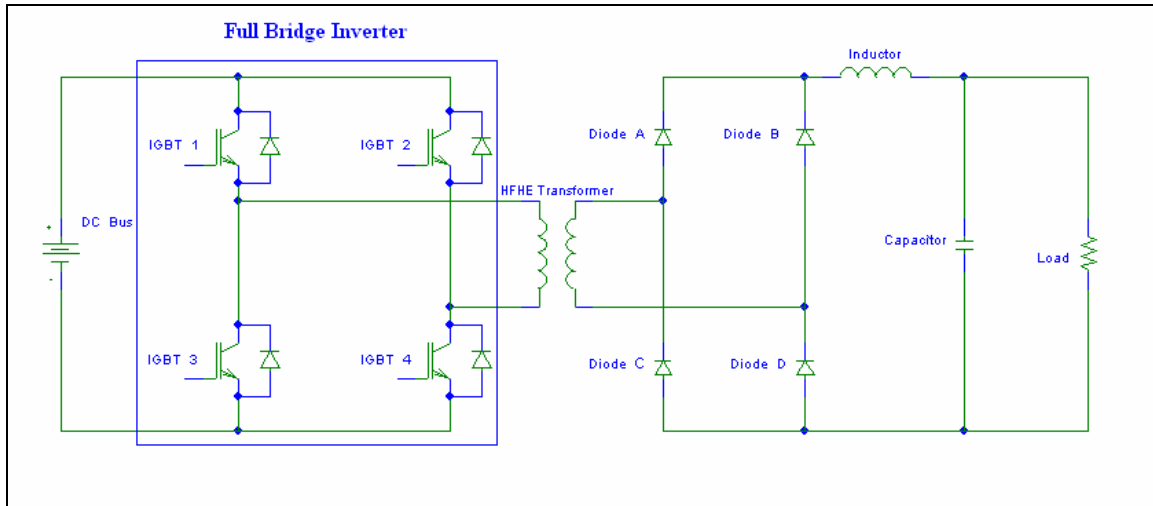 Full Bridge Inverter
Inductor
IGBT 1
IGBT 2
Diode A
Diode B
HFHE Transformer
DC Bus
+
-
Capacitor
Load
IGBT 3
IGBT 4
Diode C
Diode D